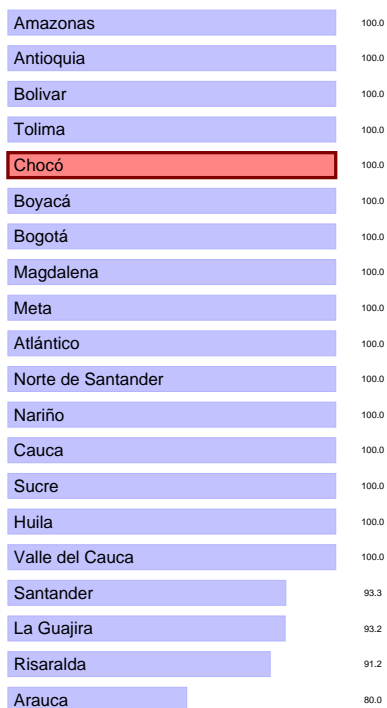 Amazonas 100.0
Antioquia 100.0
Bolivar 100.0
Tolima 100.0
Chocó 100.0
Boyacá 100.0
Bogotá 100.0
Magdalena 100.0
Meta 100.0
Atlántico 100.0
Norte de Santander 100.0
Nariño 100.0
Cauca 100.0
Sucre 100.0
Huila 100.0
Valle del Cauca 100.0
Santander 93.3
La Guajira 93.2
Risaralda 91.2
Arauca 80.0